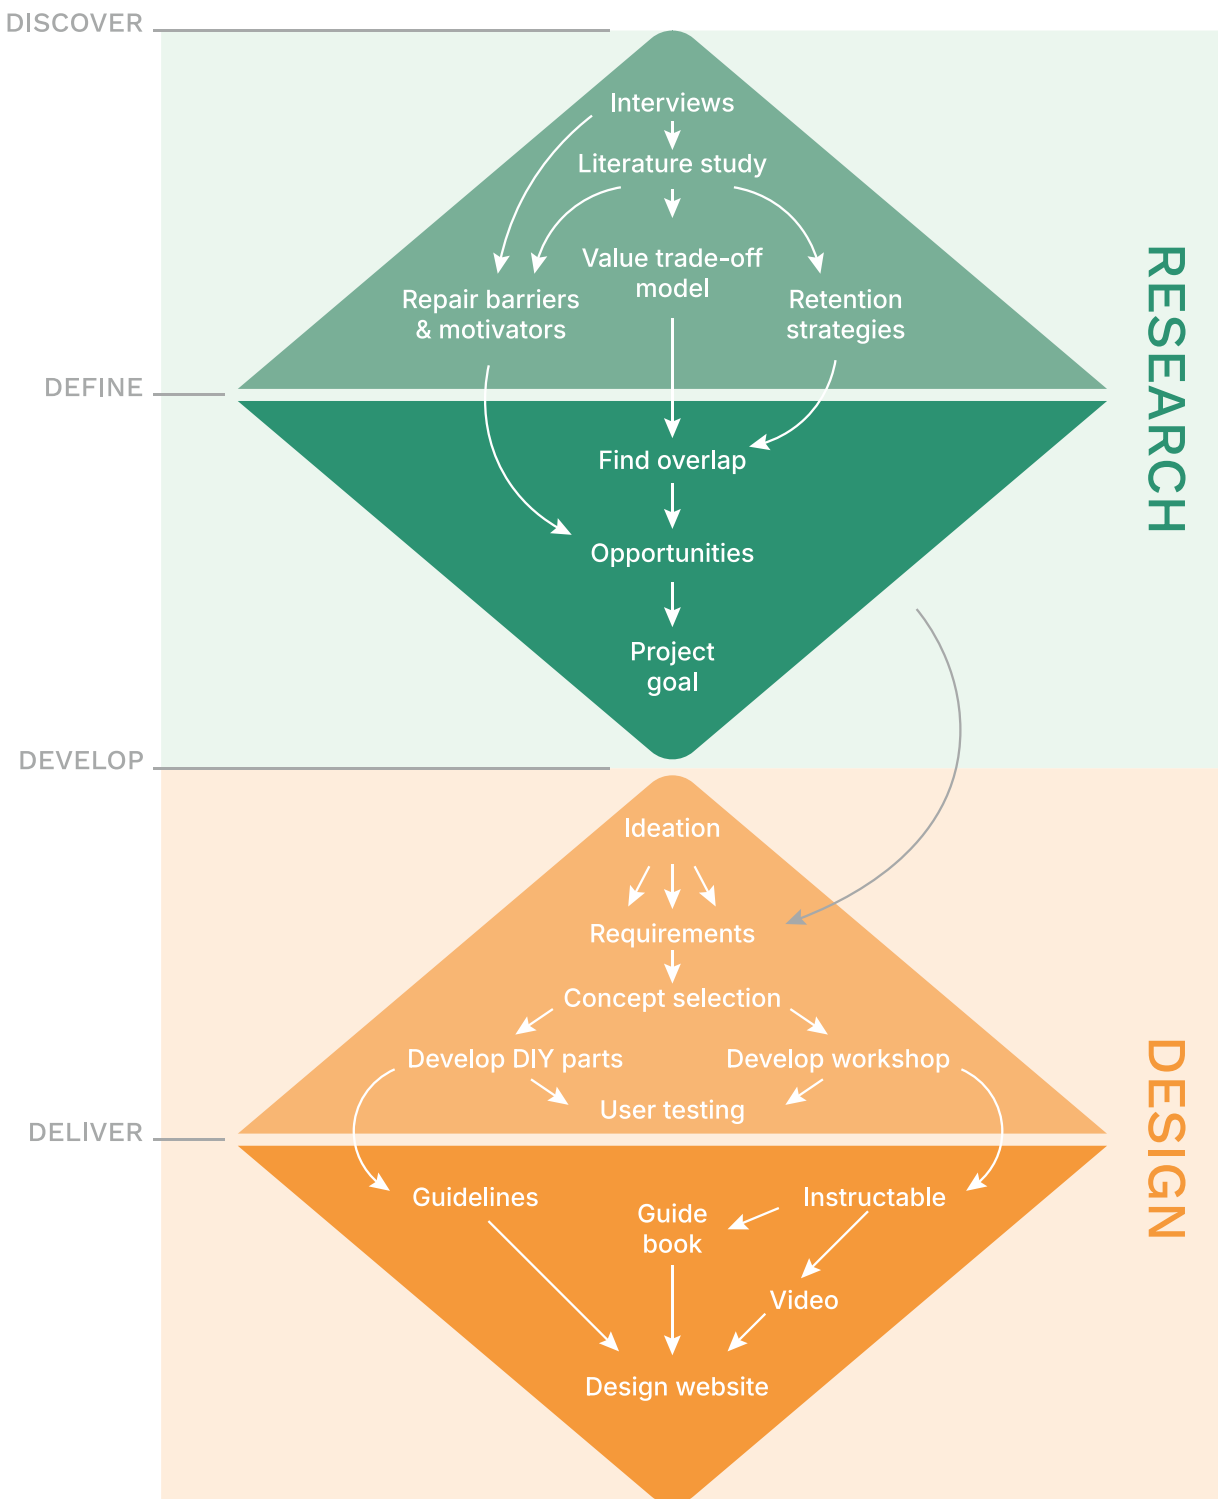 DISCOVER
Interviews
Literature study
Value trade-off
model
Repair barriers
& motivators
Retention
strategies
RESEARCH
DEFINE
Find overlap
Opportunities
Project
goal
DEVELOP
Ideation
Requirements
Concept selection
Develop DIY parts
Develop workshop
User testing
DESIGN
DELIVER
Guidelines
Guide
book
Instructable
Video
Design website